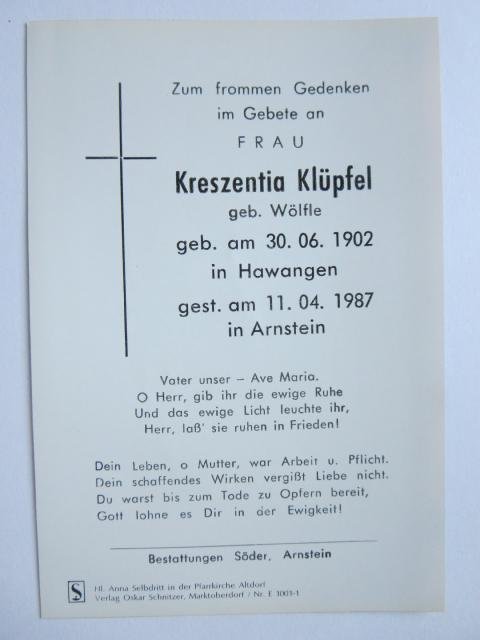 Zum frommen Gedenken
im Gebete an
FRAU
Kreszentia Klüpfel
geb. Wölfle
geb. am 30. 06. 1902
in Hawangen
gest. am 11. 04. 1987
in Arnstein
Vater unser – Ave Maria.
O Herr, gib ihr die ewige Ruhe
Und das ewige Licht leuchte ihr,
Herr, laß' sie ruhen in Frieden!
Dein Leben, o Mutter, war Arbeit u. Pflicht.
Dein schaffendes Wirken vergißt Liebe nicht.
Du warst bis zum Tode zu Opfern bereit,
Gott lohne es Dir in der Ewigkeit!
Bestattungen Söder, Arnstein
S
Hl. Anna Selbdritt in der Pfarrkirche Altdorf
Verlag Oskar Schnitzer, Marktoberdorf / Nr. E 1003-1